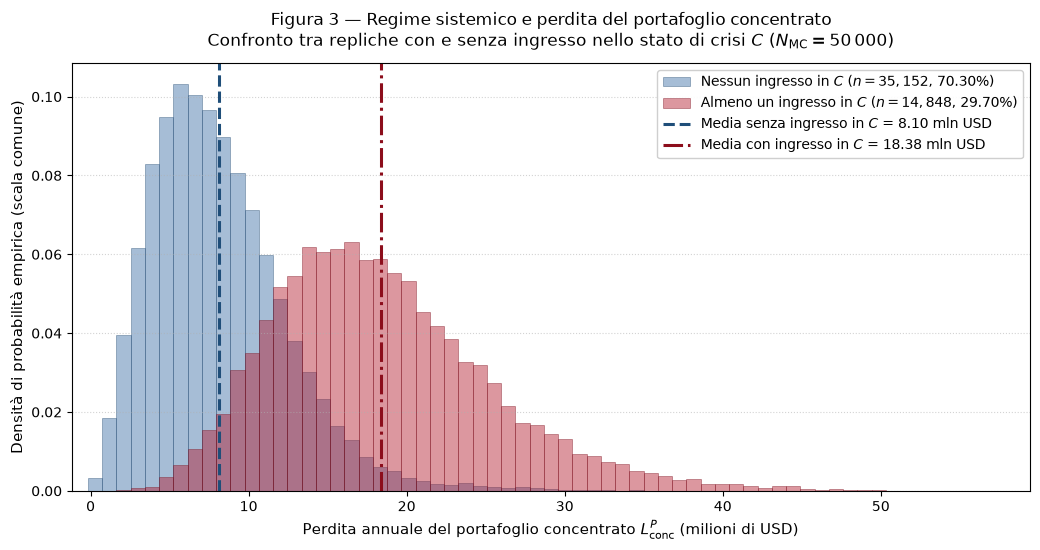 Figura 3 — Regime sistemico e perdita del portafoglio concentrato
Confronto tra repliche con e senza ingresso nello stato di crisi C (N_MC = 50 000)
Nessun ingresso in C (n = 35, 152, 70.30%)
Almeno un ingresso in C (n = 14, 848, 29.70%)
Media senza ingresso in C = 8.10 mln USD
Media con ingresso in C = 18.38 mln USD
Densità di probabilità empirica (scala comune)
0.10
0.08
0.06
0.04
0.02
0.00
0 10 20 30 40 50
Perdita annuale del portafoglio concentrato L^P_conc (milioni di USD)